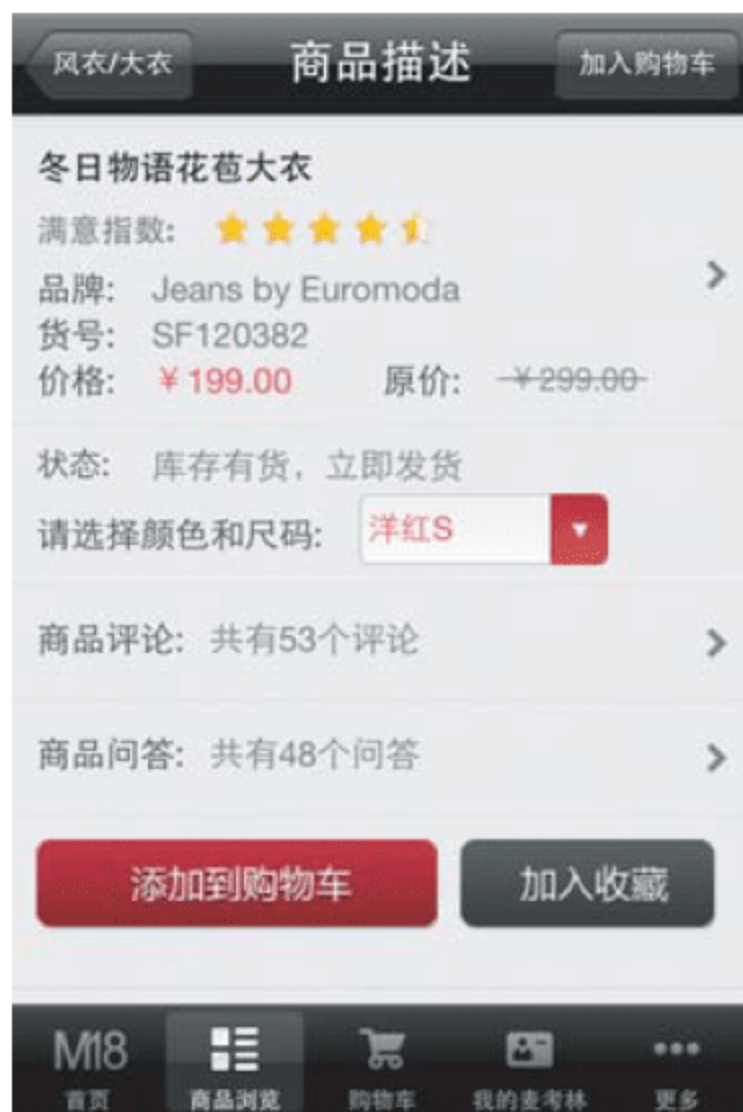 风衣/大衣 商品描述 加入购物车
冬日物语花苞大衣
满意指数:
品牌: Jeans by Euromoda
货号: SF120382
价格: ￥199.00 原价: ￥299.00
状态: 库存有货，立即发货
请选择颜色和尺码: 洋红S
商品评论: 共有53个评论
商品问答: 共有48个问答
添加到购物车 加入收藏
M18
首页 商品浏览 购物车 我的麦考林 更多